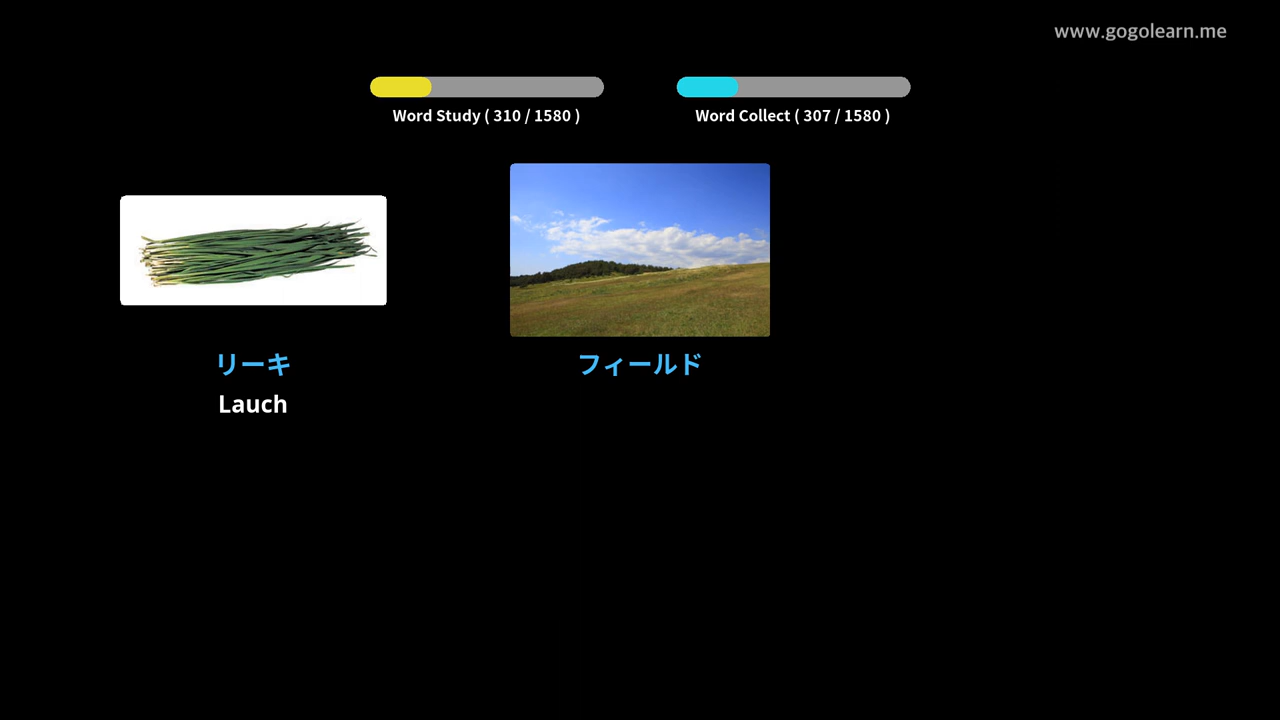 www.gogolearn.me
Word Study ( 310 / 1580 )
Word Collect ( 307 / 1580 )
リーキ
フィールド
Lauch